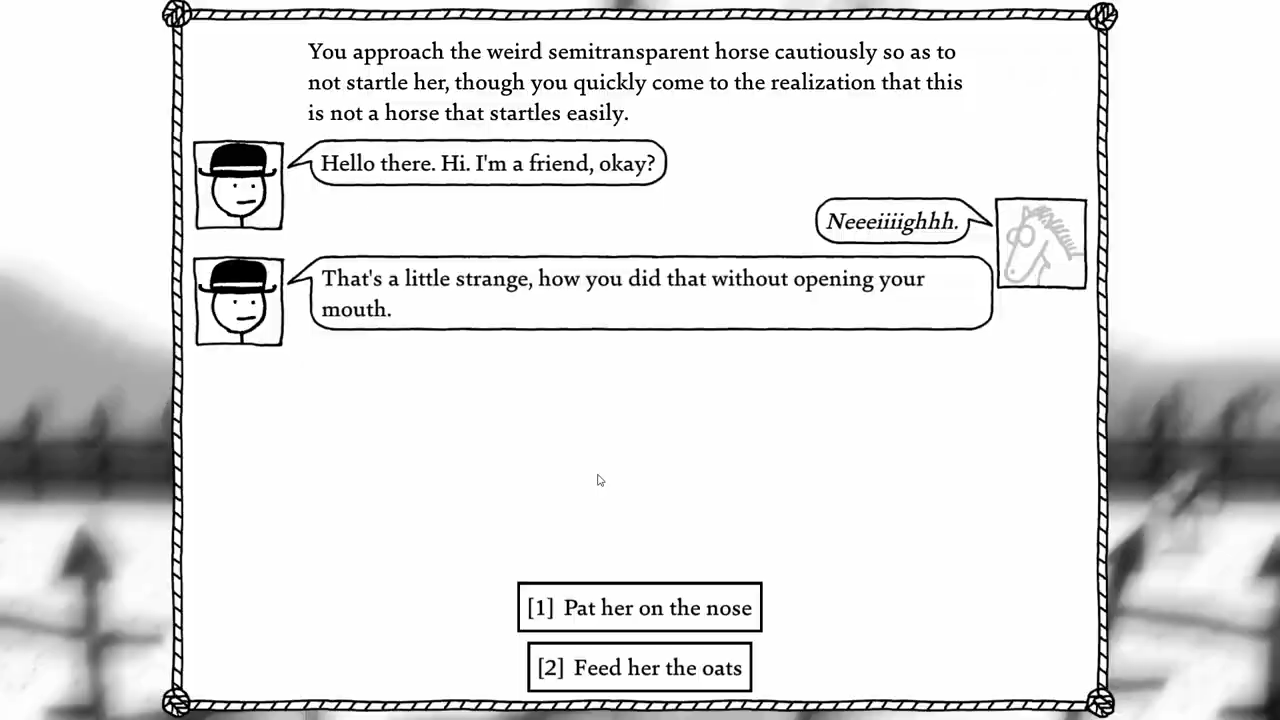 You approach the weird semitransparent horse cautiously so as to
not startle her, though you quickly come to the realization that this
is not a horse that startles easily.
Hello there. Hi. I'm a friend, okay?
Neeeiiiighhh.
That's a little strange, how you did that without opening your
mouth.
[1] Pat her on the nose
[2] Feed her the oats